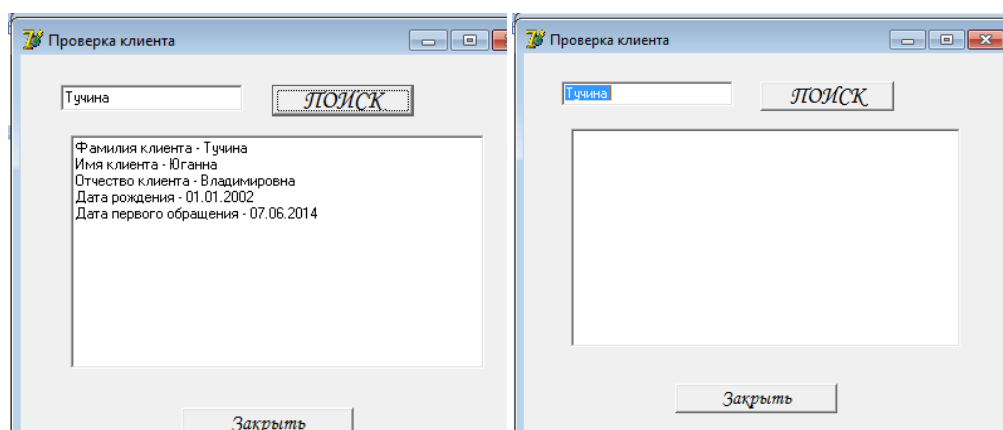 Проверка клиента
Тучина
ПОИСК
Фамилия клиента - Тучина
Имя клиента - Юганна
Отчество клиента - Владимировна
Дата рождения - 01.01.2002
Дата первого обращения - 07.06.2014
Закрыть
Проверка клиента
Тучина
ПОИСК
Закрыть